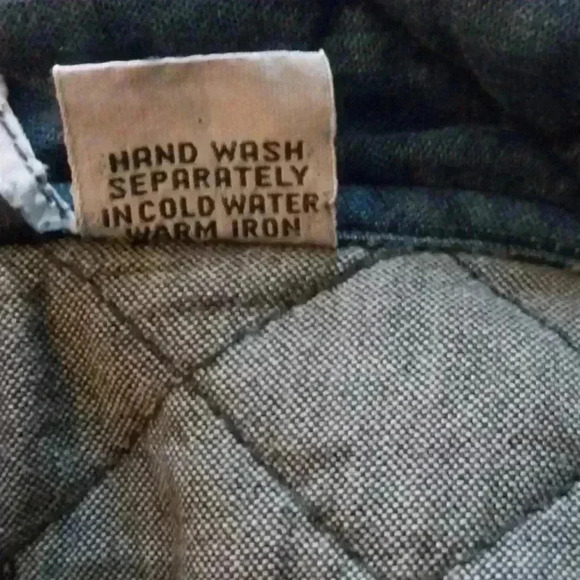 HAND WASH
SEPARATELY
IN COLD WATER
WARM IRON